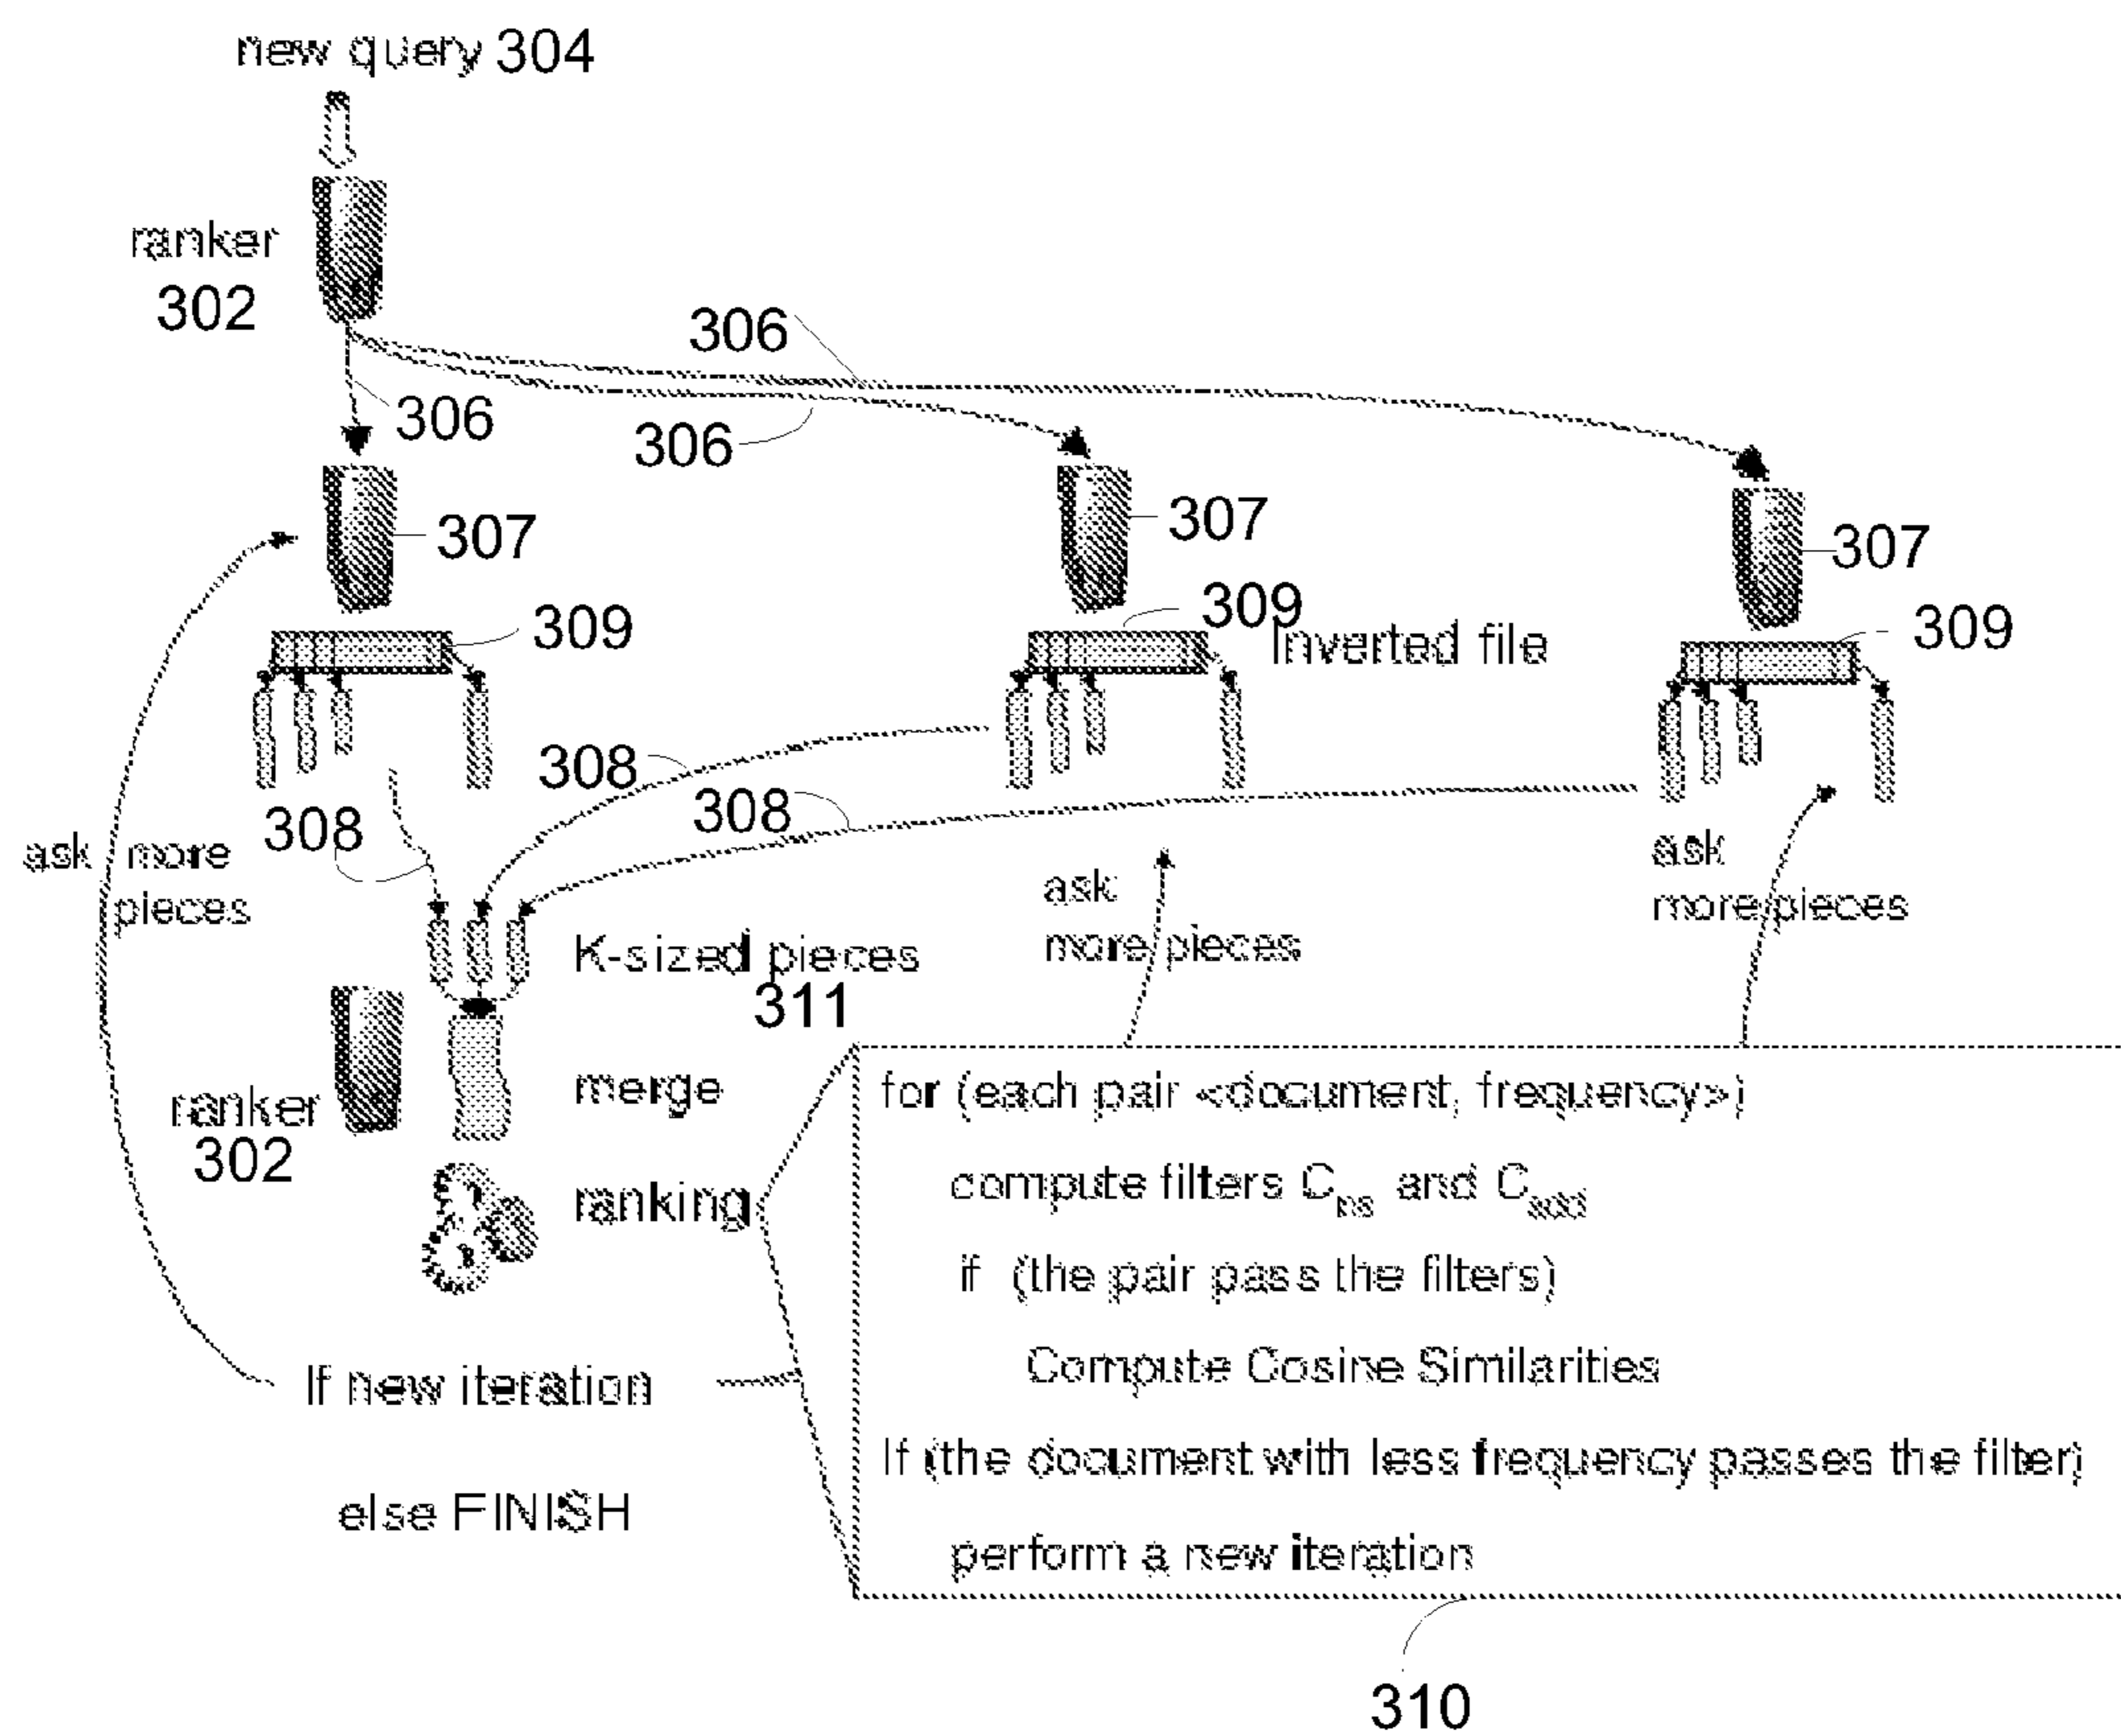 new query 304
ranker
302
306
306
306
307
307
307
309
309
309
Inverted file
308
308
308
ask more
pieces
ask
more pieces
ask
more pieces
K-sized pieces
311
merge
ranker
302
ranking
for (each pair <document, frequency>)
compute filters Cins and Cadd
if (the pair pass the filters)
Compute Cosine Similarities
If (the document with less frequency passes the filter)
perform a new iteration
If new iteration
else FINISH
310